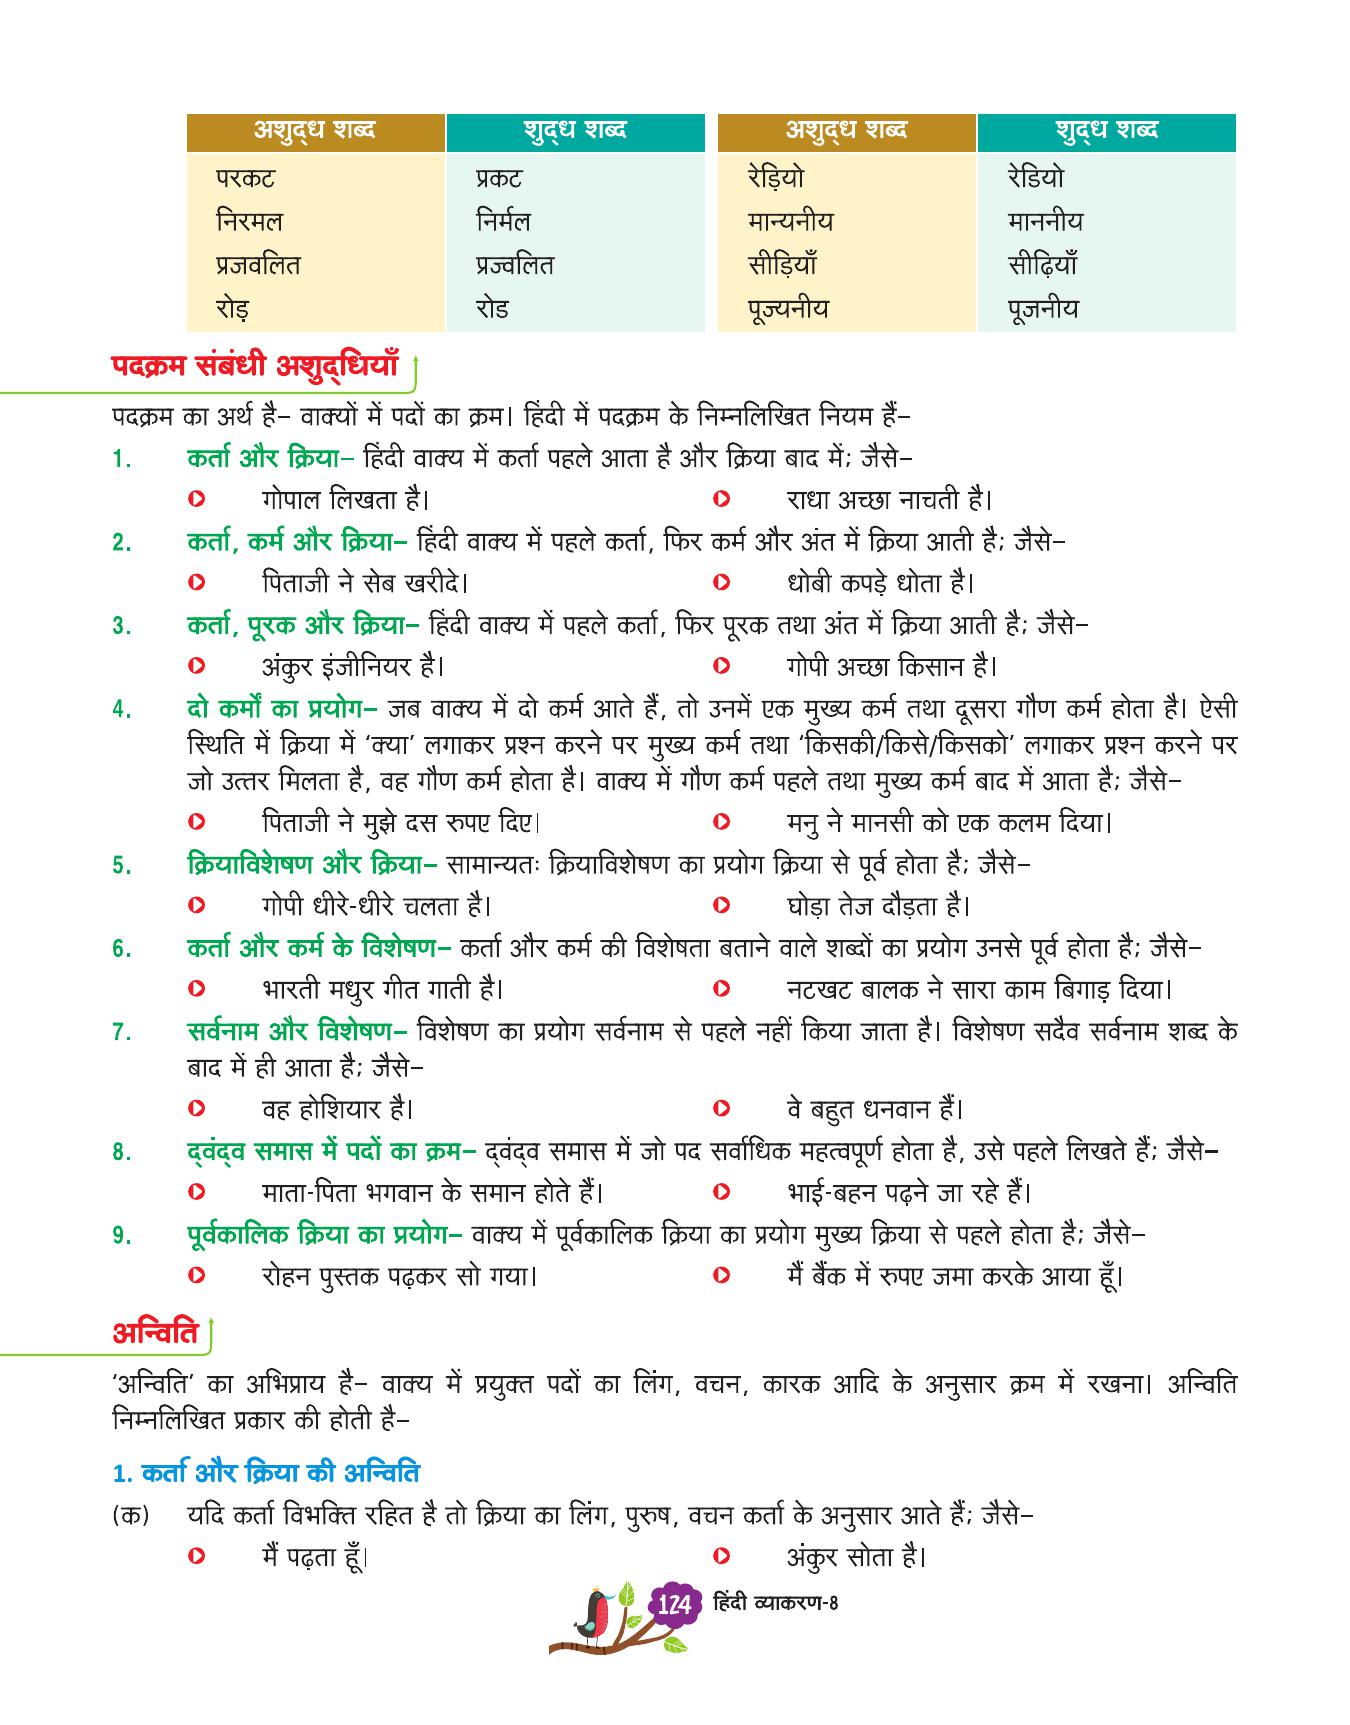 अशुद्ध शब्द शुद्ध शब्द अशुद्ध शब्द शुद्ध शब्द
परकट प्रकट रेड़ियो रेडियो
निरमल निर्मल मान्यनीय माननीय
प्रजवलित प्रज्वलित सीड़ियाँ सीढ़ियाँ
रोड़ रोड पूज्यनीय पूजनीय
पदक्रम संबंधी अशुद्धियाँ
पदक्रम का अर्थ है– वाक्यों में पदों का क्रम। हिंदी में पदक्रम के निम्नलिखित नियम हैं–
1. कर्ता और क्रिया– हिंदी वाक्य में कर्ता पहले आता है और क्रिया बाद में; जैसे–
गोपाल लिखता है। राधा अच्छा नाचती है।
2. कर्ता, कर्म और क्रिया– हिंदी वाक्य में पहले कर्ता, फिर कर्म और अंत में क्रिया आती है; जैसे–
पिताजी ने सेब खरीदे। धोबी कपड़े धोता है।
3. कर्ता, पूरक और क्रिया– हिंदी वाक्य में पहले कर्ता, फिर पूरक तथा अंत में क्रिया आती है; जैसे–
अंकुर इंजीनियर है। गोपी अच्छा किसान है।
4. दो कर्मों का प्रयोग– जब वाक्य में दो कर्म आते हैं, तो उनमें एक मुख्य कर्म तथा दूसरा गौण कर्म होता है। ऐसी
स्थिति में क्रिया में ‘क्या’ लगाकर प्रश्न करने पर मुख्य कर्म तथा ‘किसकी/किसे/किसको’ लगाकर प्रश्न करने पर
जो उत्तर मिलता है, वह गौण कर्म होता है। वाक्य में गौण कर्म पहले तथा मुख्य कर्म बाद में आता है; जैसे–
पिताजी ने मुझे दस रुपए दिए। मनु ने मानसी को एक कलम दिया।
5. क्रियाविशेषण और क्रिया– सामान्यतः क्रियाविशेषण का प्रयोग क्रिया से पूर्व होता है; जैसे–
गोपी धीरे-धीरे चलता है। घोड़ा तेज दौड़ता है।
6. कर्ता और कर्म के विशेषण– कर्ता और कर्म की विशेषता बताने वाले शब्दों का प्रयोग उनसे पूर्व होता है; जैसे–
भारती मधुर गीत गाती है। नटखट बालक ने सारा काम बिगाड़ दिया।
7. सर्वनाम और विशेषण– विशेषण का प्रयोग सर्वनाम से पहले नहीं किया जाता है। विशेषण सदैव सर्वनाम शब्द के
बाद में ही आता है; जैसे–
वह होशियार है। वे बहुत धनवान हैं।
8. द्वंद्व समास में पदों का क्रम– द्वंद्व समास में जो पद सर्वाधिक महत्वपूर्ण होता है, उसे पहले लिखते हैं; जैसे–
माता-पिता भगवान के समान होते हैं। भाई-बहन पढ़ने जा रहे हैं।
9. पूर्वकालिक क्रिया का प्रयोग– वाक्य में पूर्वकालिक क्रिया का प्रयोग मुख्य क्रिया से पहले होता है; जैसे–
रोहन पुस्तक पढ़कर सो गया। मैं बैंक में रुपए जमा करके आया हूँ।
अन्विति
‘अन्विति’ का अभिप्राय है– वाक्य में प्रयुक्त पदों का लिंग, वचन, कारक आदि के अनुसार क्रम में रखना। अन्विति
निम्नलिखित प्रकार की होती है–
1. कर्ता और क्रिया की अन्विति
(क) यदि कर्ता विभक्ति रहित है तो क्रिया का लिंग, पुरुष, वचन कर्ता के अनुसार आते हैं; जैसे–
मैं पढ़ता हूँ। अंकुर सोता है।
124 हिंदी व्याकरण-8